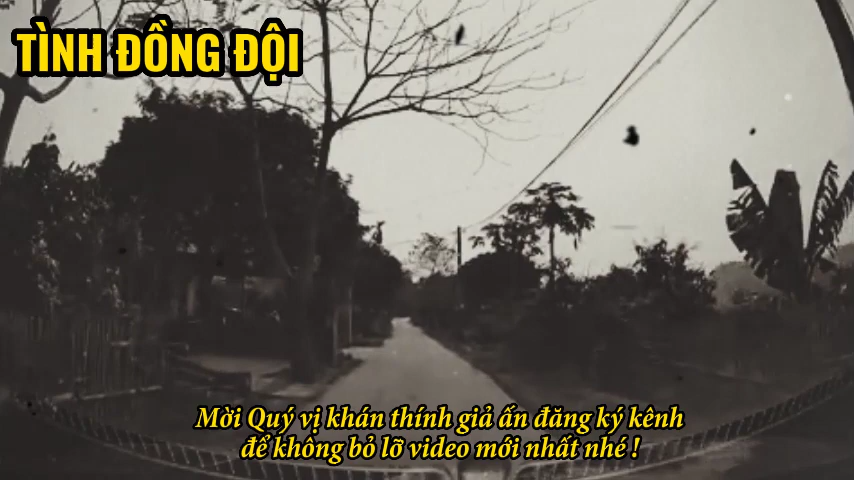 TÌNH ĐỒNG ĐỘI
Mời Quý vị khán thính giả ấn đăng ký kênh
để không bỏ lỡ video mới nhất nhé !